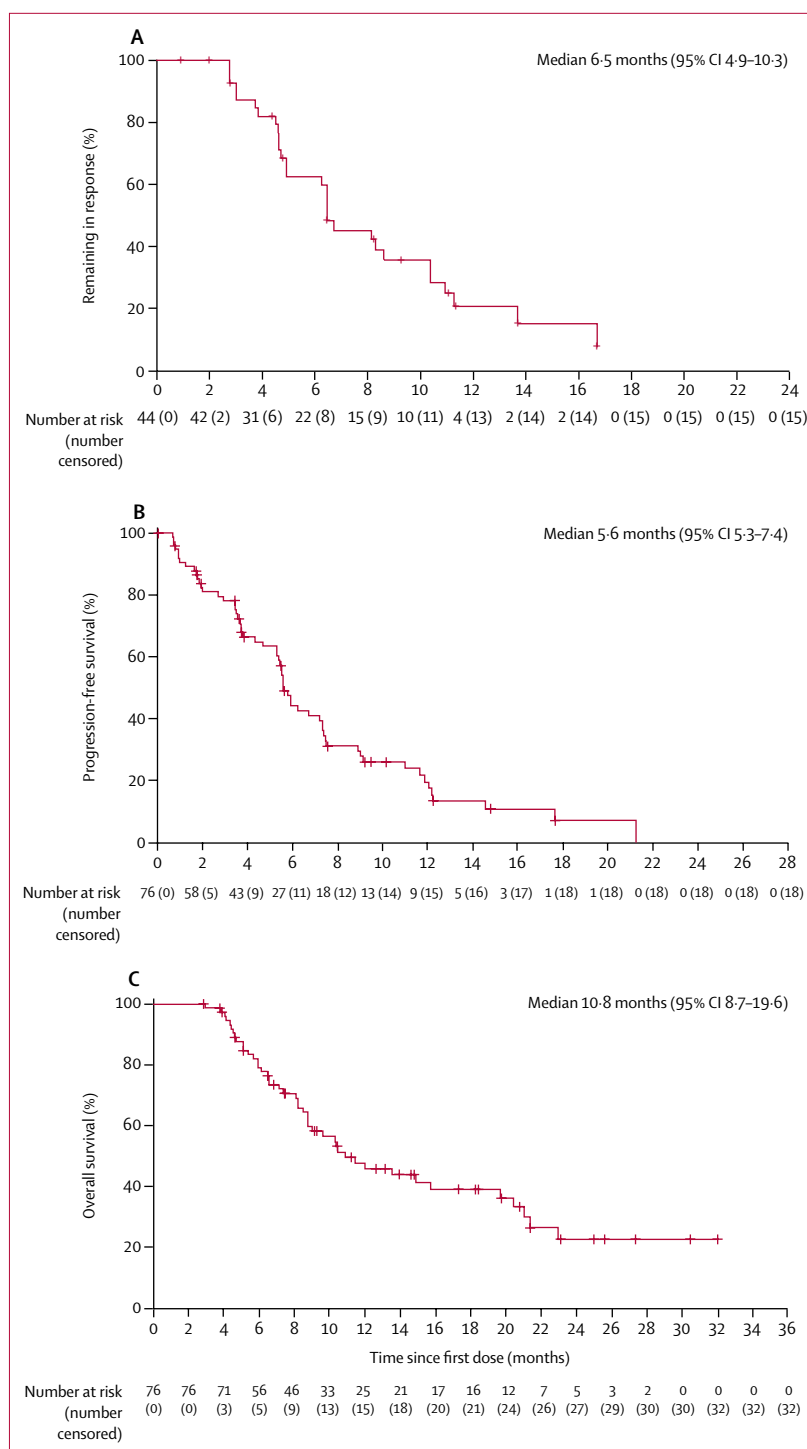 A
Median 6·5 months (95% CI 4·9–10·3)
100
80
60
40
20
0
Remaining in response (%)
0 2 4 6 8 10 12 14 16 18 20 22 24
Number at risk 44 (0) 42 (2) 31 (6) 22 (8) 15 (9) 10 (11) 4 (13) 2 (14) 2 (14) 0 (15) 0 (15) 0 (15) 0 (15)
(number
censored)
B
Median 5·6 months (95% CI 5·3–7·4)
100
80
60
40
20
0
Progression-free survival (%)
0 2 4 6 8 10 12 14 16 18 20 22 24 26 28
Number at risk 76 (0) 58 (5) 43 (9) 27 (11) 18 (12) 13 (14) 9 (15) 5 (16) 3 (17) 1 (18) 1 (18) 0 (18) 0 (18) 0 (18) 0 (18)
(number
censored)
C
Median 10·8 months (95% CI 8·7–19·6)
100
80
60
40
20
0
Overall survival (%)
0 2 4 6 8 10 12 14 16 18 20 22 24 26 28 30 32 34 36
Time since first dose (months)
Number at risk 76 76 71 56 46 33 25 21 17 16 12 7 5 3 2 0 0 0 0
(number (0) (0) (3) (5) (9) (13) (15) (18) (20) (21) (24) (26) (27) (29) (30) (30) (32) (32) (32)
censored)